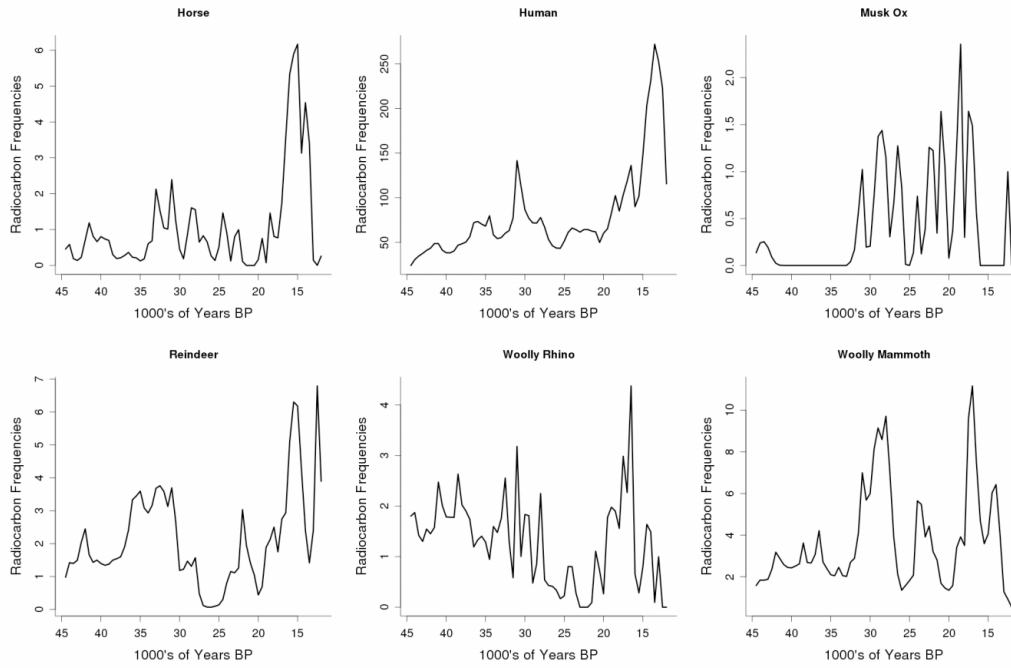 Horse
Radiocarbon Frequencies
6
5
4
3
2
1
0
45 40 35 30 25 20 15
1000's of Years BP
Human
Radiocarbon Frequencies
250
200
150
100
50
45 40 35 30 25 20 15
1000's of Years BP
Musk Ox
Radiocarbon Frequencies
2.0
1.5
1.0
0.5
0.0
45 40 35 30 25 20 15
1000's of Years BP
Reindeer
Radiocarbon Frequencies
7
6
5
4
3
2
1
0
45 40 35 30 25 20 15
1000's of Years BP
Woolly Rhino
Radiocarbon Frequencies
4
3
2
1
0
45 40 35 30 25 20 15
1000's of Years BP
Woolly Mammoth
Radiocarbon Frequencies
10
8
6
4
2
45 40 35 30 25 20 15
1000's of Years BP